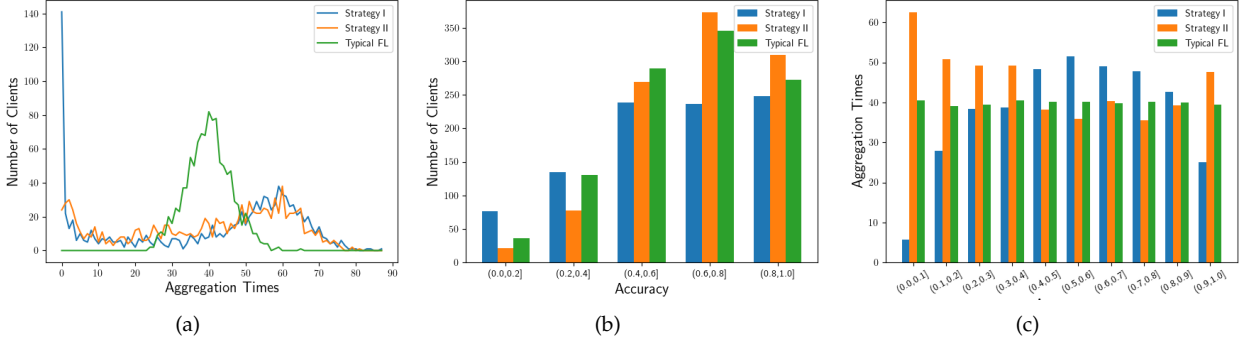 140
120
100
80
60
40
20
0
Number of Clients
0 10 20 30 40 50 60 70 80 90
Aggregation Times
Strategy I
Strategy II
Typical FL
(a)
350
300
250
200
150
100
50
0
Number of Clients
(0.0,0.2] (0.2,0.4] (0.4,0.6] (0.6,0.8] (0.8,1.0]
Accuracy
Strategy I
Strategy II
Typical FL
(b)
60
50
40
30
20
10
0
Aggregation Times
(0.0,0.1] (0.1,0.2] (0.2,0.3] (0.3,0.4] (0.4,0.5] (0.5,0.6] (0.6,0.7] (0.7,0.8] (0.8,0.9] (0.9,1.0]
Strategy I
Strategy II
Typical FL
(c)